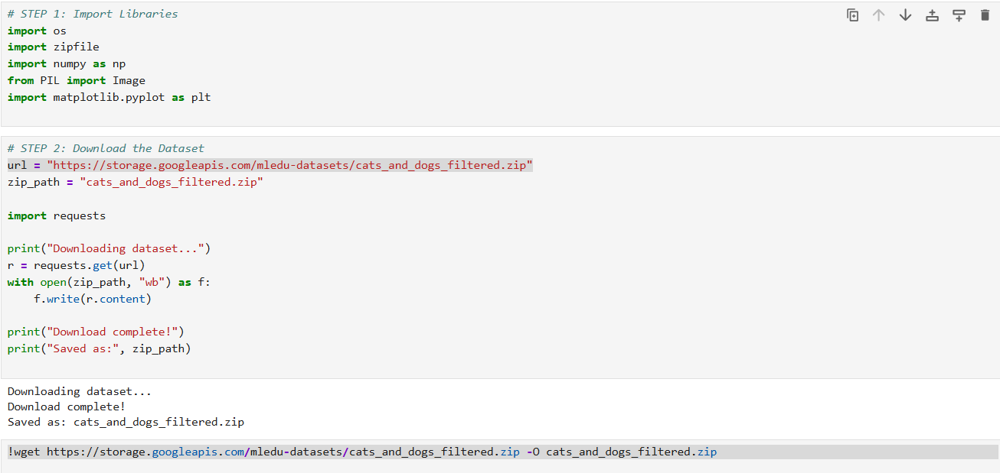 # STEP 1: Import Libraries
import os
import zipfile
import numpy as np
from PIL import Image
import matplotlib.pyplot as plt
# STEP 2: Download the Dataset
url = "https://storage.googleapis.com/mledu-datasets/cats_and_dogs_filtered.zip"
zip_path = "cats_and_dogs_filtered.zip"
import requests
print("Downloading dataset...")
r = requests.get(url)
with open(zip_path, "wb") as f:
    f.write(r.content)
print("Download complete!")
print("Saved as:", zip_path)
Downloading dataset...
Download complete!
Saved as: cats_and_dogs_filtered.zip
!wget https://storage.googleapis.com/mledu-datasets/cats_and_dogs_filtered.zip -O cats_and_dogs_filtered.zip